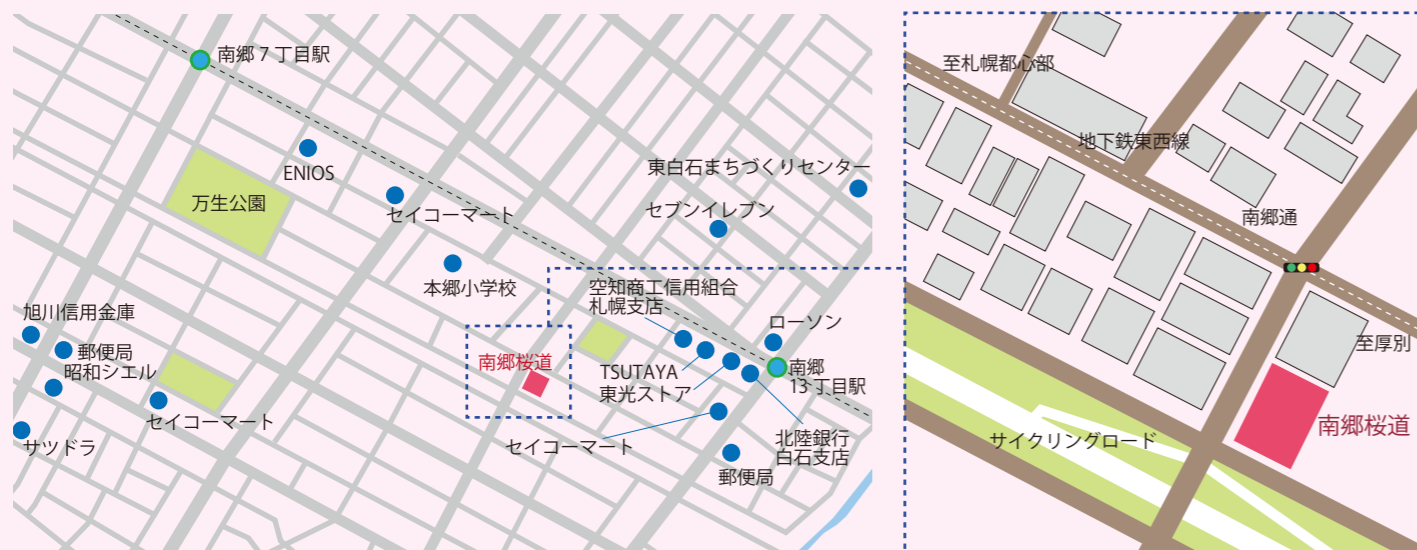 南郷７丁目駅
ENIOS
万生公園
セイコーマート
東白石まちづくりセンター
セブンイレブン
本郷小学校
空知商工信用組合
札幌支店
ローソン
旭川信用金庫
郵便局
昭和シエル
セイコーマート
サツドラ
南郷桜道
TSUTAYA
東光ストア
南郷
13 丁目駅
セイコーマート
北陸銀行
白石支店
郵便局
至札幌都心部
地下鉄東西線
南郷通
至厚別
南郷桜道
サイクリングロード